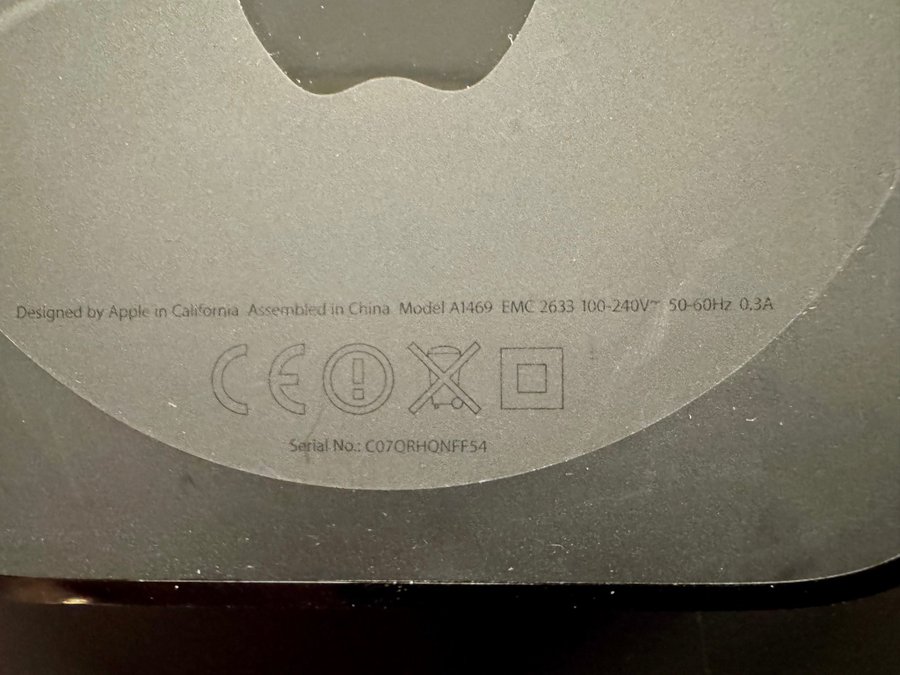 Designed by Apple in California Assembled in China Model A1469 EMC 2633 100-240V~ 50-60Hz 0.3A
CE
Serial No.: C07QRHQNFF54